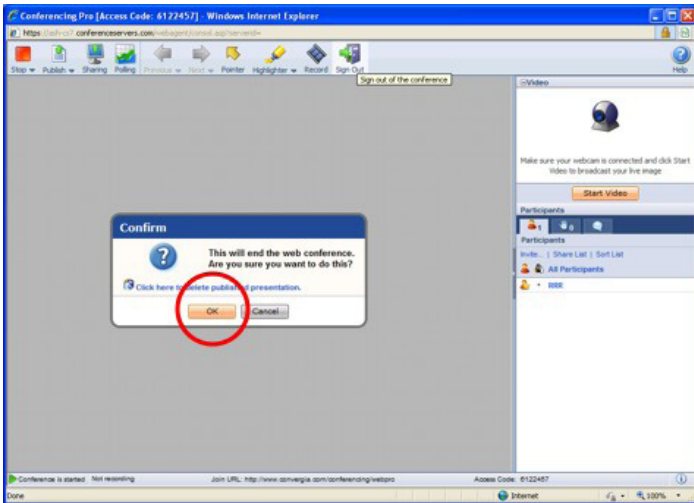 Conferencing Pro [Access Code: 6122457] - Windows Internet Explorer
conferenceservers.com
Stop Publish Sharing Polling Previous Next Pointer Highlighter Record Sign Out Help
Sign out of the conference
Video
Make sure your webcam is connected and click Start
Video to broadcast your live image
Start Video
Participants
1 0
Participants
Invite... | Share List | Sort List
All Participants
RRR
Confirm
This will end the web conference.
Are you sure you want to do this?
Click here to delete published presentation.
OK Cancel
Conference is started Not recording Join URL: http://www.convergia.com/conferencing/webpro Access Code: 6122457
Done Internet 100%